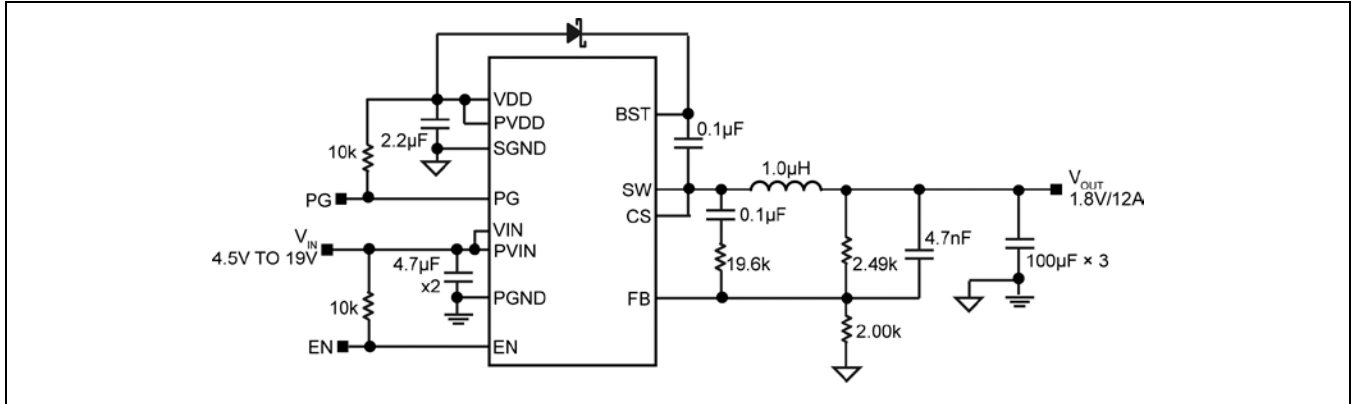 VDD
PVDD
2.2µF
SGND
10k
PG
PG
V_IN
4.5V TO 19V
VIN
PVIN
4.7µF
x2
10k
PGND
EN
EN
BST
0.1µF
1.0µH
SW
CS
0.1µF
19.6k
2.49k
4.7nF
V_OUT
1.8V/12A
100µF × 3
FB
2.00k